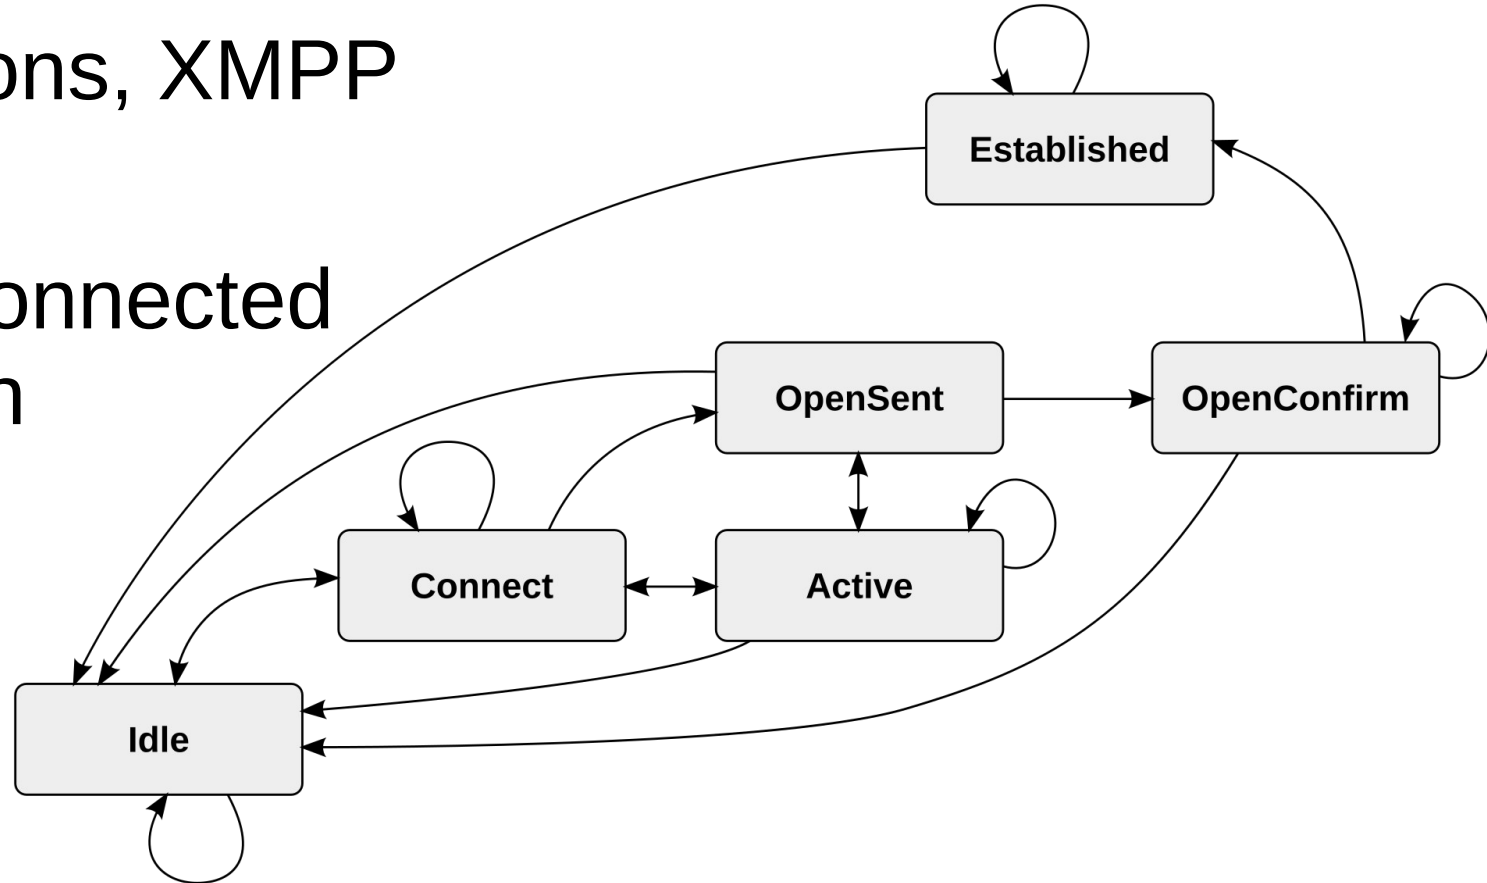 ons, XMPP
onnected
n
Established
OpenSent
OpenConfirm
Connect
Active
Idle